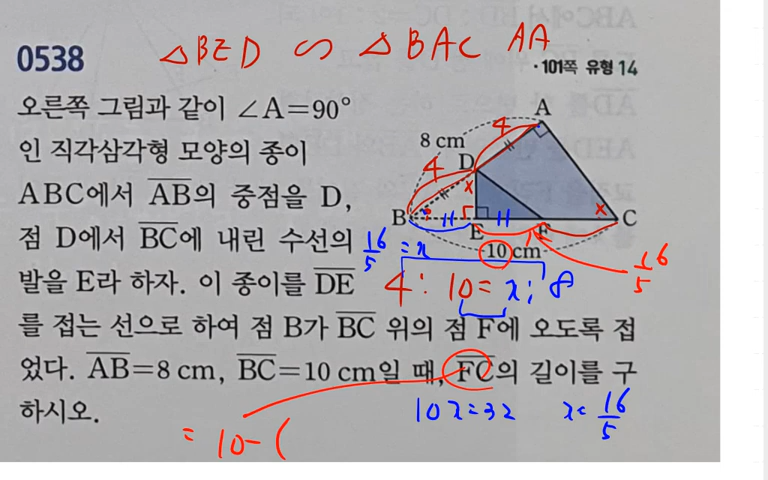 △BED ∽ △BAC AA
0538
·101쪽 유형 14
오른쪽 그림과 같이 ∠A=90°
인 직각삼각형 모양의 종이
ABC에서 AB의 중점을 D,
점 D에서 BC에 내린 수선의
발을 E라 하자. 이 종이를 DE
를 접는 선으로 하여 점 B가 BC 위의 점 F에 오도록 접
었다. AB=8 cm, BC=10 cm일 때, FC의 길이를 구
하시오.
A
4
8 cm
D
4
x
x
B
E
F
C
10 cm
16/5 = x
16/5
4 : 10 = x : 8
10x=32
x=16/5
= 10-(